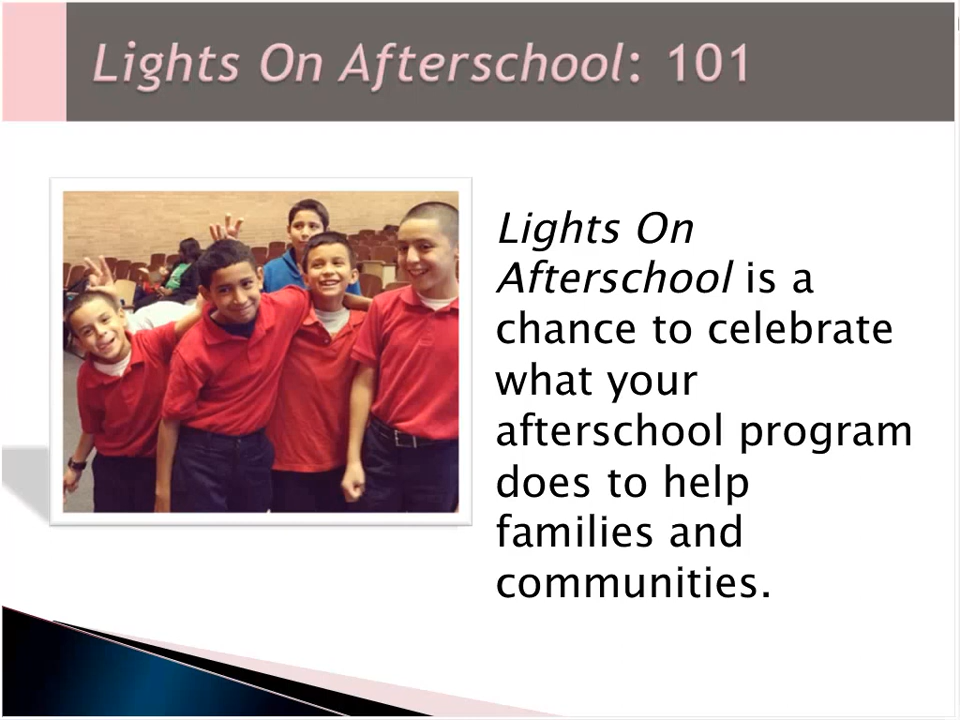 Lights On Afterschool: 101
Lights On
Afterschool is a
chance to celebrate
what your
afterschool program
does to help
families and
communities.